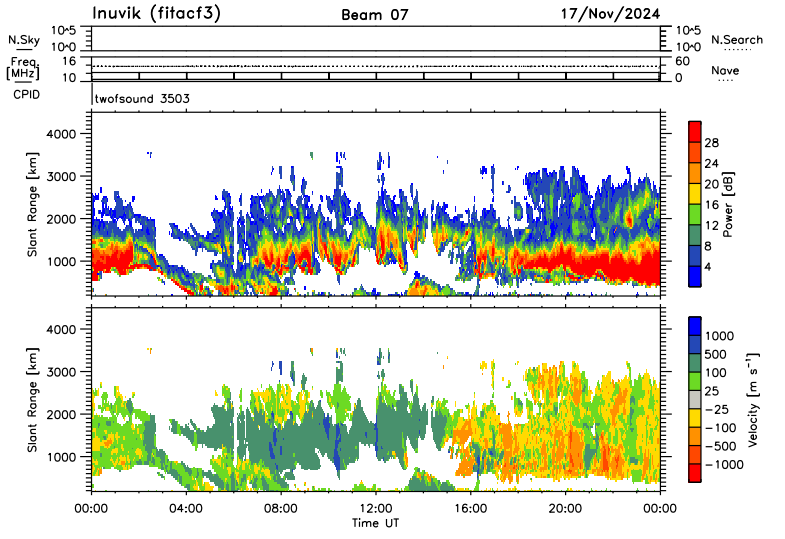 Inuvik (fitacf3) Beam 07 17/Nov/2024
10^5 10^5
N.Sky N.Search
10^0 10^0
16 60
Freq.
[MHz] Nave
10 0
CPID
twofsound 3503
4000
3000
2000
1000
Slant Range [km]
28
24
20
16
12
8
4
Power [dB]
4000
3000
2000
1000
Slant Range [km]
1000
500
100
25
-25
-100
-500
-1000
Velocity [m s⁻¹]
00:00 04:00 08:00 12:00 16:00 20:00 00:00
Time UT